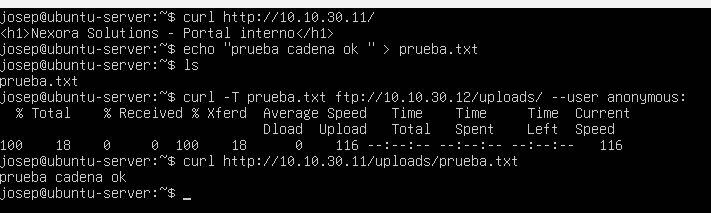 josep@ubuntu-server:~$ curl http://10.10.30.11/
<h1>Nexora Solutions - Portal interno</h1>
josep@ubuntu-server:~$ echo "prueba cadena ok " > prueba.txt
josep@ubuntu-server:~$ ls
prueba.txt
josep@ubuntu-server:~$ curl -T prueba.txt ftp://10.10.30.12/uploads/ --user anonymous:
  % Total    % Received % Xferd  Average Speed   Time    Time     Time  Current
                                 Dload  Upload   Total   Spent    Left  Speed
100    18    0     0  100    18      0    116 --:--:-- --:--:-- --:--:--   116
josep@ubuntu-server:~$ curl http://10.10.30.11/uploads/prueba.txt
prueba cadena ok
josep@ubuntu-server:~$ _